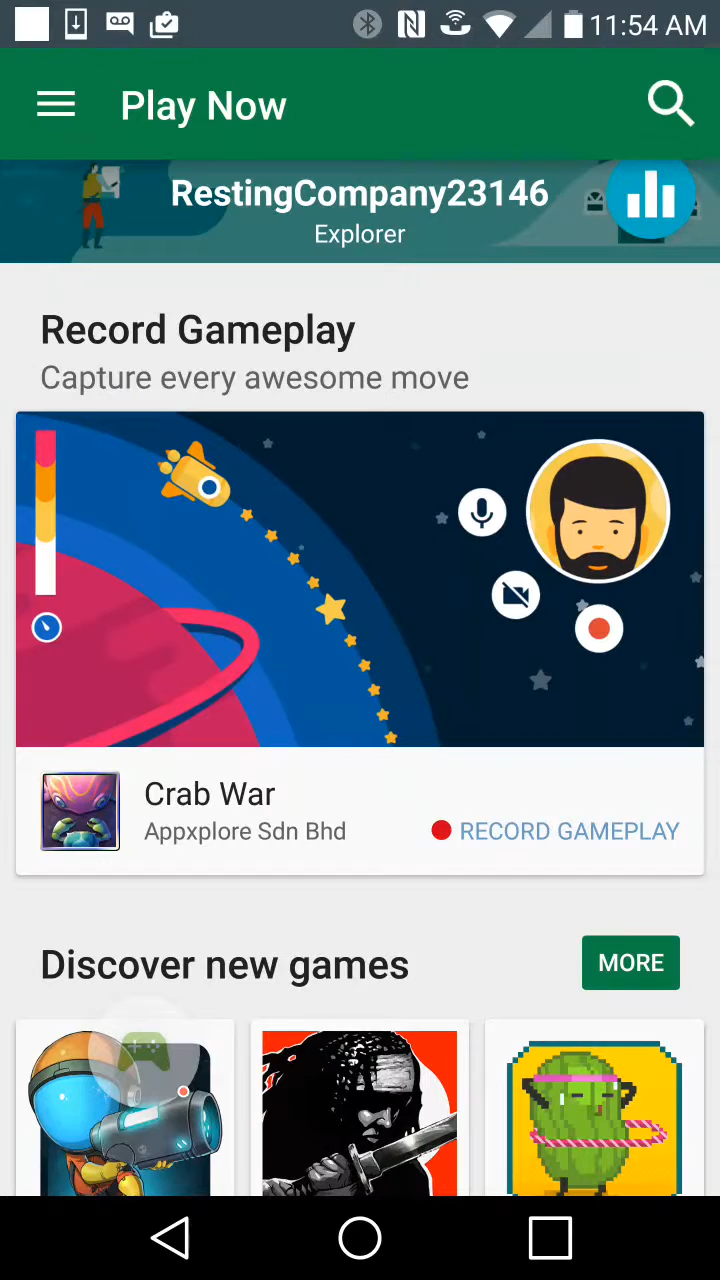 11:54 AM
Play Now
RestingCompany23146
Explorer
Record Gameplay
Capture every awesome move
Crab War
Appxplore Sdn Bhd
RECORD GAMEPLAY
Discover new games
MORE